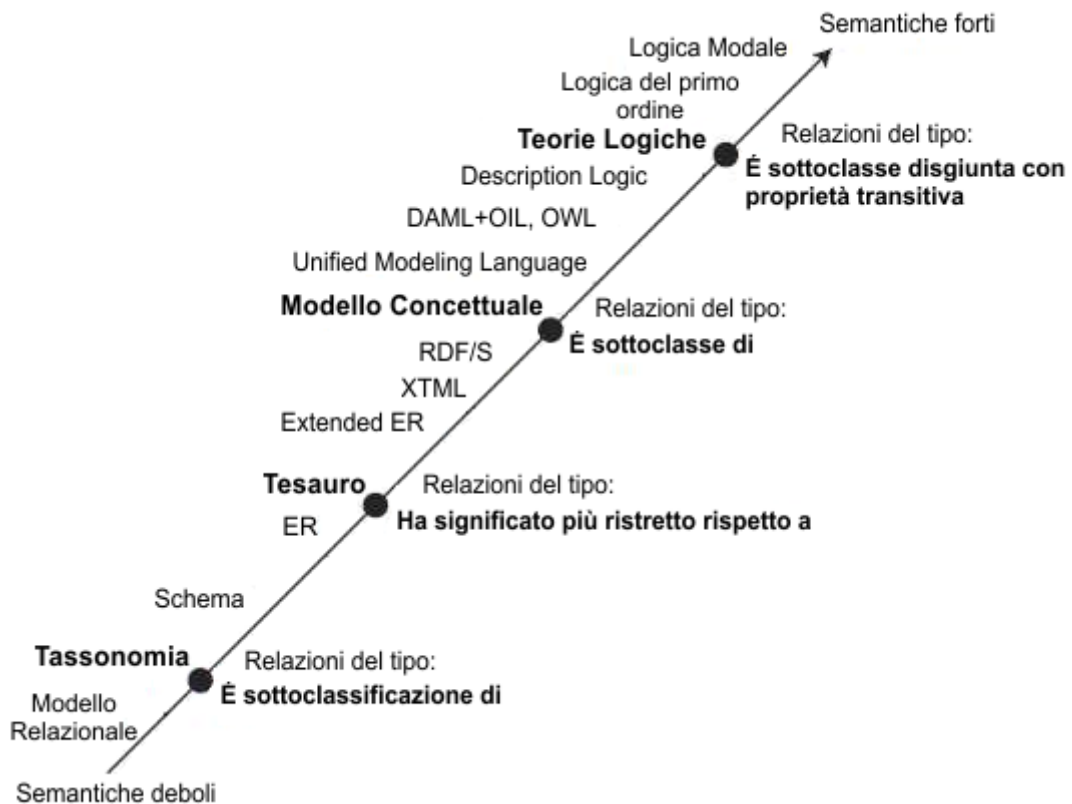 Semantiche forti
Logica Modale
Logica del primo
ordine
Teorie Logiche
Relazioni del tipo:
É sottoclasse disgiunta con
proprietà transitiva
Description Logic
DAML+OIL, OWL
Unified Modeling Language
Modello Concettuale
Relazioni del tipo:
É sottoclasse di
RDF/S
XTML
Extended ER
Tesauro
Relazioni del tipo:
Ha significato più ristretto rispetto a
ER
Schema
Tassonomia
Relazioni del tipo:
É sottoclassificazione di
Modello
Relazionale
Semantiche deboli